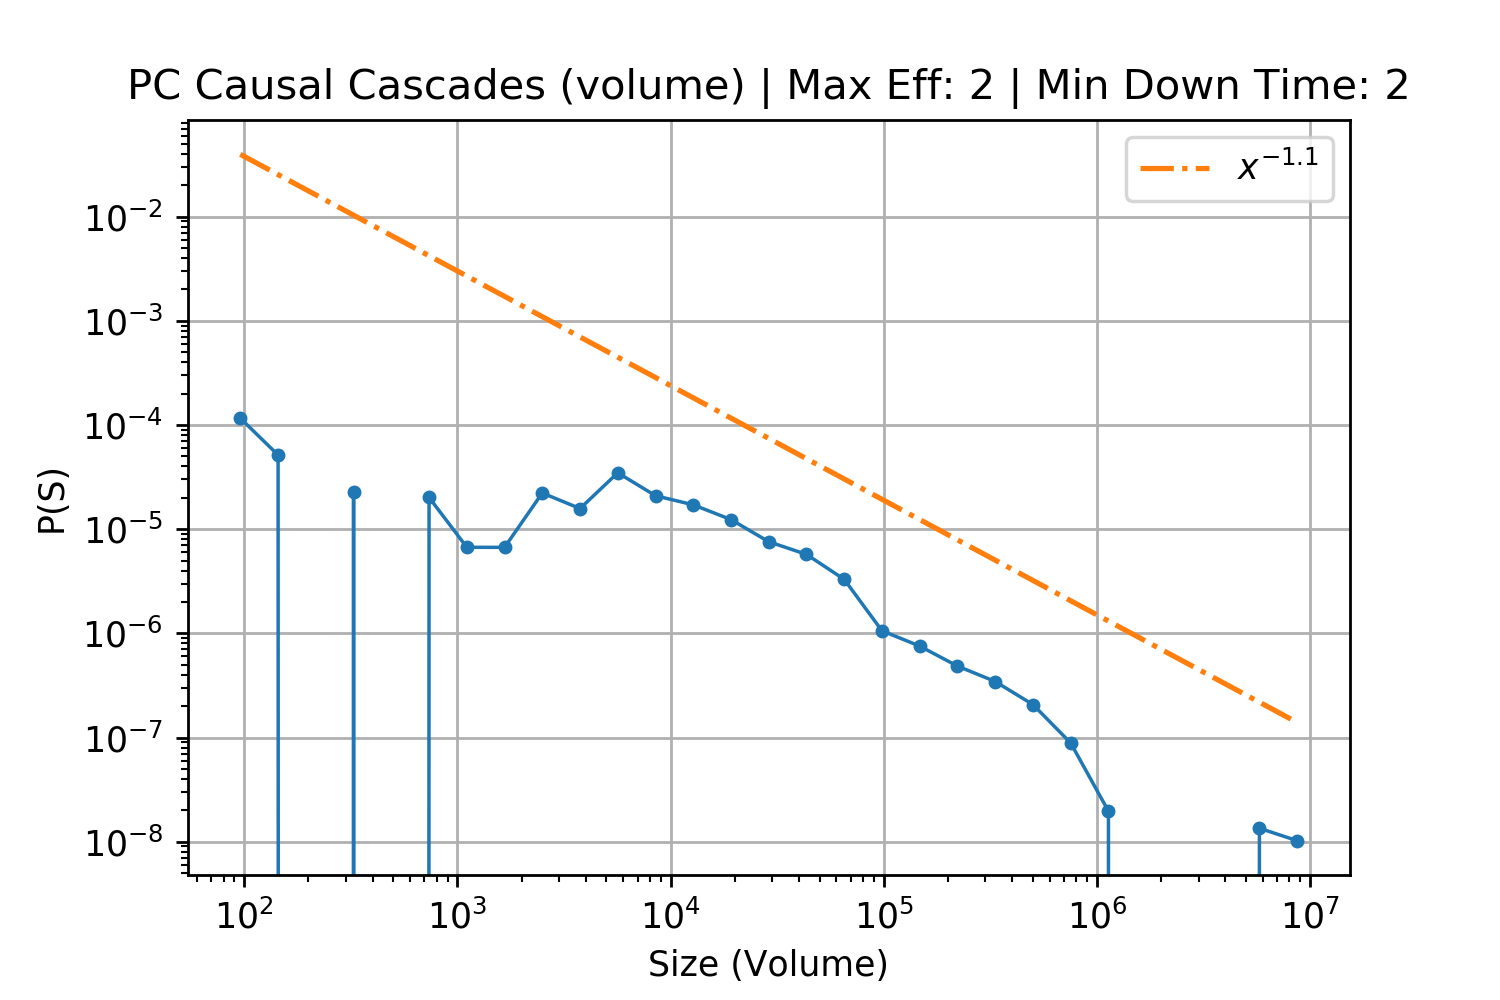 PC Causal Cascades (volume) | Max Eff: 2 | Min Down Time: 2
x^{-1.1}
10^{-2}
10^{-3}
10^{-4}
10^{-5}
10^{-6}
10^{-7}
10^{-8}
P(S)
10^{2} 10^{3} 10^{4} 10^{5} 10^{6} 10^{7}
Size (Volume)